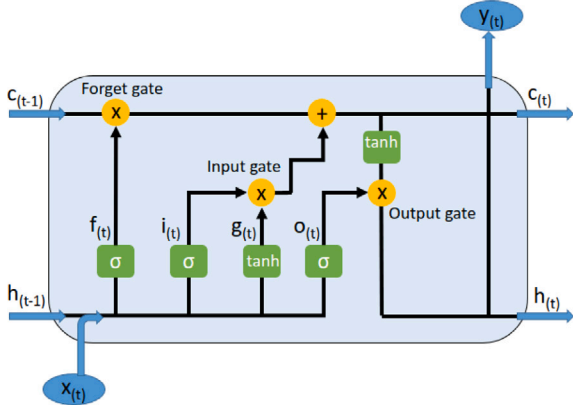 y(t)
Forget gate
c(t-1)
c(t)
x
+
tanh
Input gate
x
x
Output gate
f(t)
i(t)
g(t)
o(t)
σ
σ
tanh
σ
h(t-1)
h(t)
x(t)